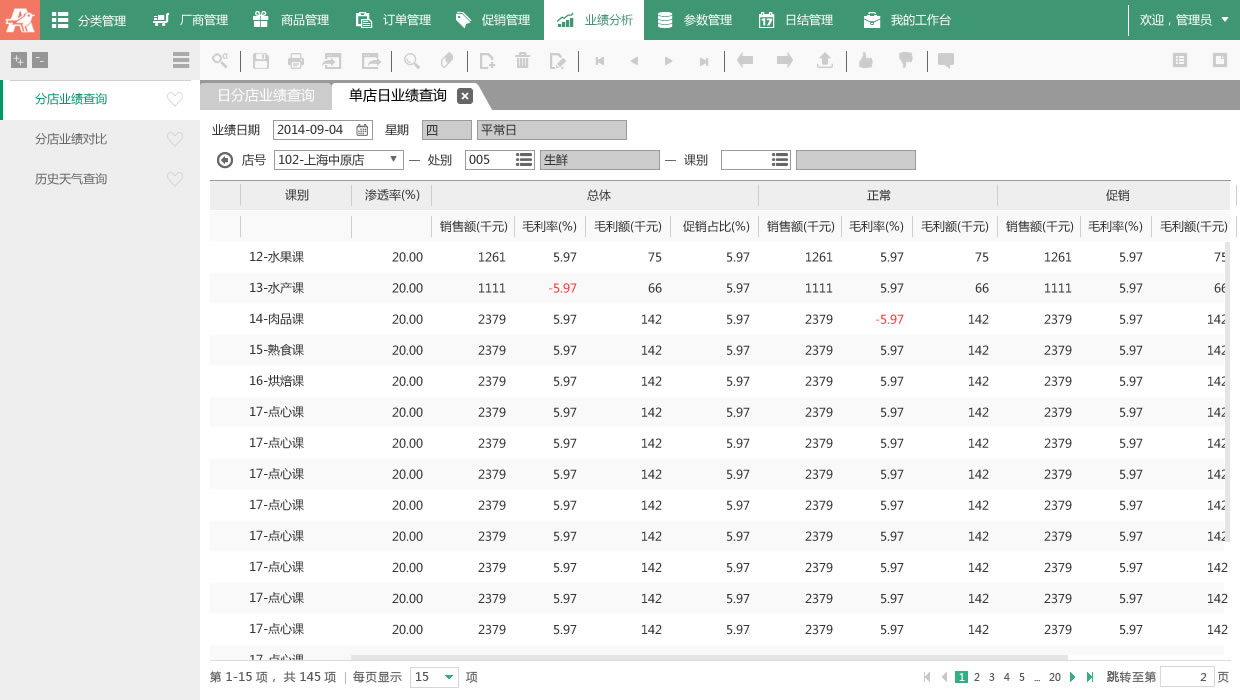 分类管理 厂商管理 商品管理 订单管理 促销管理 业绩分析 参数管理 17 日结管理 我的工作台 欢迎，管理员
分店业绩查询
分店业绩对比
历史天气查询
日分店业绩查询 单店日业绩查询
业绩日期 2014-09-04 星期 四 平常日
店号 102-上海中原店 — 处别 005 生鲜 — 课别
课别 渗透率(%) 总体 正常 促销
销售额(千元) 毛利率(%) 毛利额(千元) 促销占比(%) 销售额(千元) 毛利率(%) 毛利额(千元) 销售额(千元) 毛利率(%) 毛利额(千元)
12-水果课 20.00 1261 5.97 75 5.97 1261 5.97 75 1261 5.97 75
13-水产课 20.00 1111 -5.97 66 5.97 1111 5.97 66 1111 5.97 66
14-肉品课 20.00 2379 5.97 142 5.97 2379 -5.97 142 2379 5.97 142
15-熟食课 20.00 2379 5.97 142 5.97 2379 5.97 142 2379 5.97 142
16-烘焙课 20.00 2379 5.97 142 5.97 2379 5.97 142 2379 5.97 142
17-点心课 20.00 2379 5.97 142 5.97 2379 5.97 142 2379 5.97 142
17-点心课 20.00 2379 5.97 142 5.97 2379 5.97 142 2379 5.97 142
17-点心课 20.00 2379 5.97 142 5.97 2379 5.97 142 2379 5.97 142
17-点心课 20.00 2379 5.97 142 5.97 2379 5.97 142 2379 5.97 142
17-点心课 20.00 2379 5.97 142 5.97 2379 5.97 142 2379 5.97 142
17-点心课 20.00 2379 5.97 142 5.97 2379 5.97 142 2379 5.97 142
17-点心课 20.00 2379 5.97 142 5.97 2379 5.97 142 2379 5.97 142
17-点心课 20.00 2379 5.97 142 5.97 2379 5.97 142 2379 5.97 142
17-点心课
第 1-15 项，共 145 项 | 每页显示 15 项 1 2 3 4 5 ... 20 跳转至第 2 页